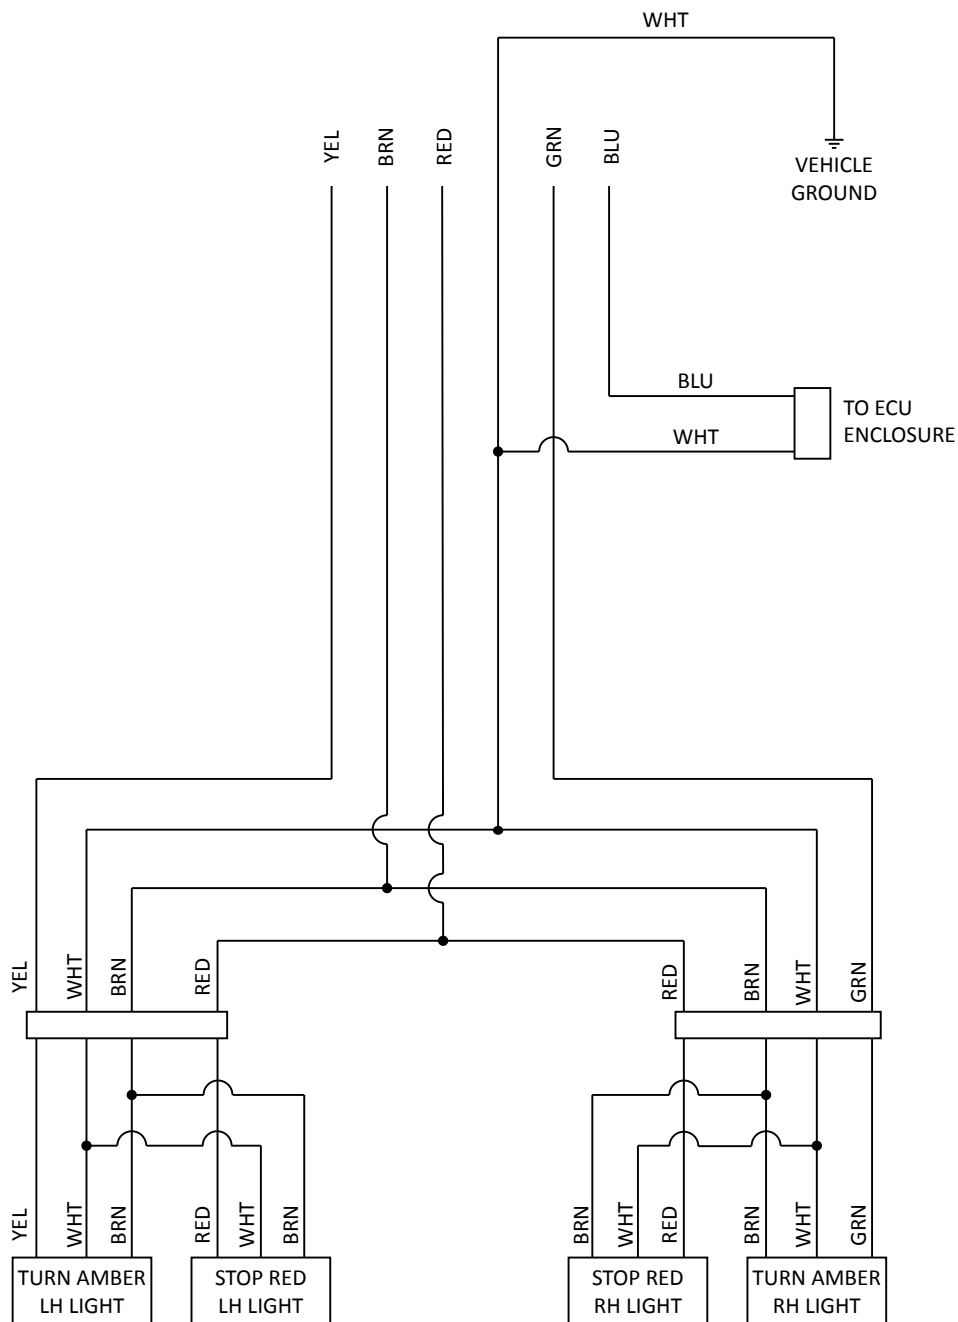 WHT
YEL
BRN
RED
GRN
BLU
VEHICLE
GROUND
BLU
TO ECU
WHT
ENCLOSURE
YEL
WHT
BRN
RED
RED
BRN
WHT
GRN
YEL
WHT
BRN
RED
WHT
BRN
BRN
WHT
RED
BRN
WHT
GRN
TURN AMBER
LH LIGHT
STOP RED
LH LIGHT
STOP RED
RH LIGHT
TURN AMBER
RH LIGHT